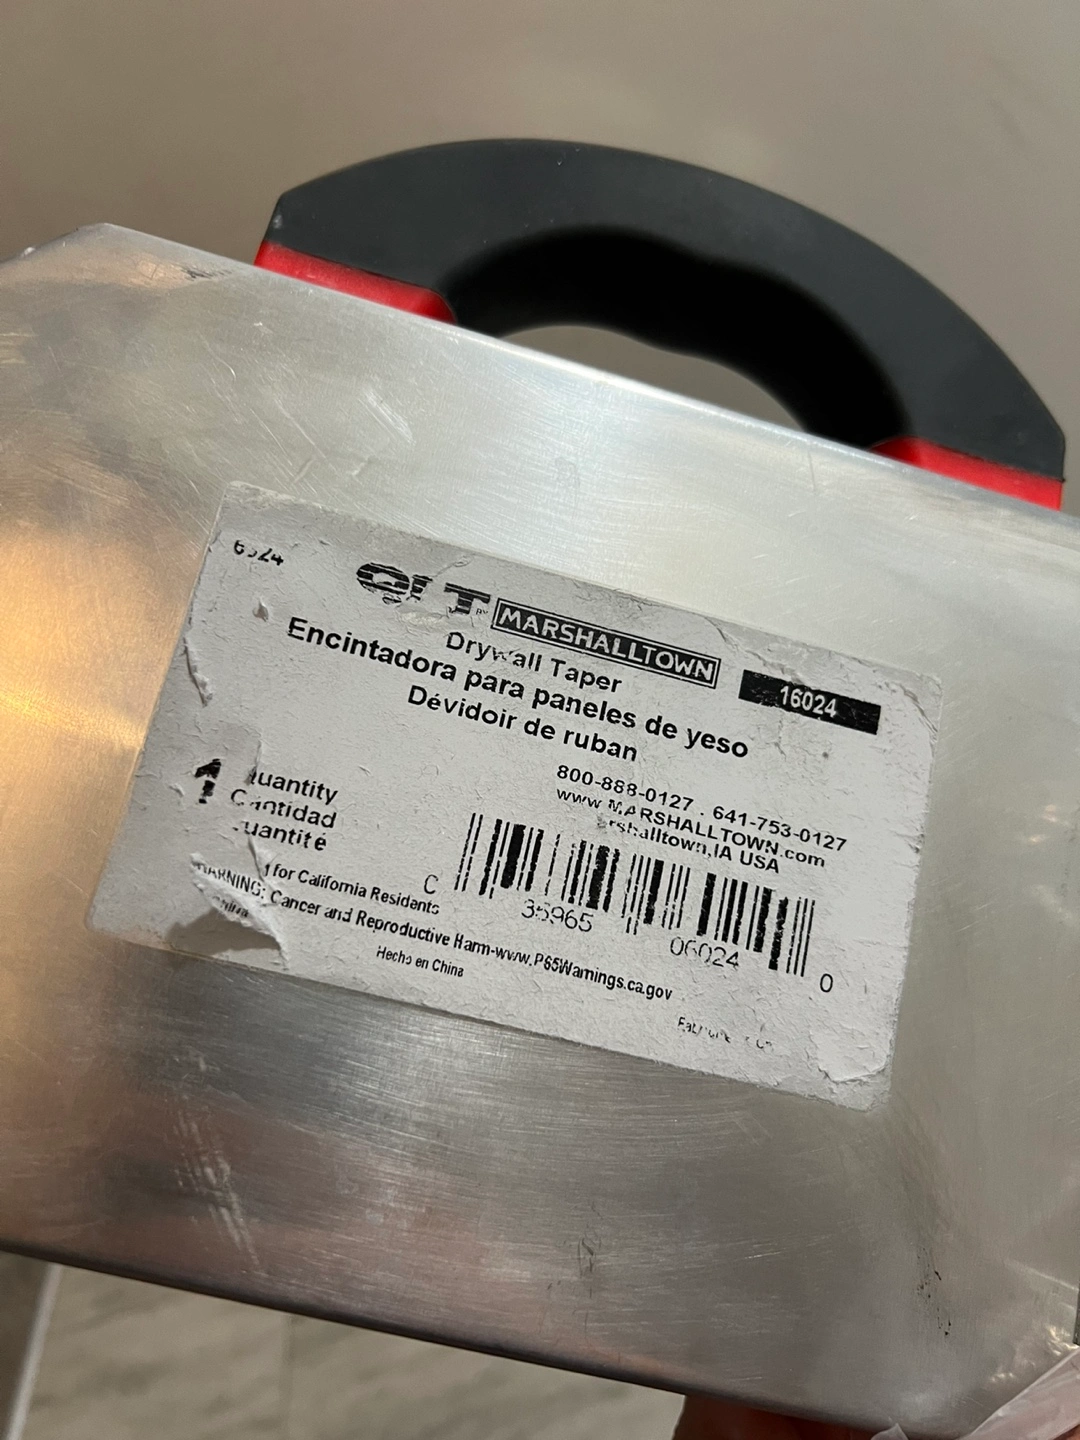 QLT BY MARSHALLTOWN
16024
Drywall Taper
Encintadora para paneles de yeso
Dévidoir de ruban
1
Quantity
Cantidad
Quantité
800-888-0127 . 641-753-0127
www.MARSHALLTOWN.com
Marshalltown,IA USA
for California Residents
WARNING: Cancer and Reproductive Harm-www.P65Warnings.ca.gov
Hecho en China
35965
06024
0